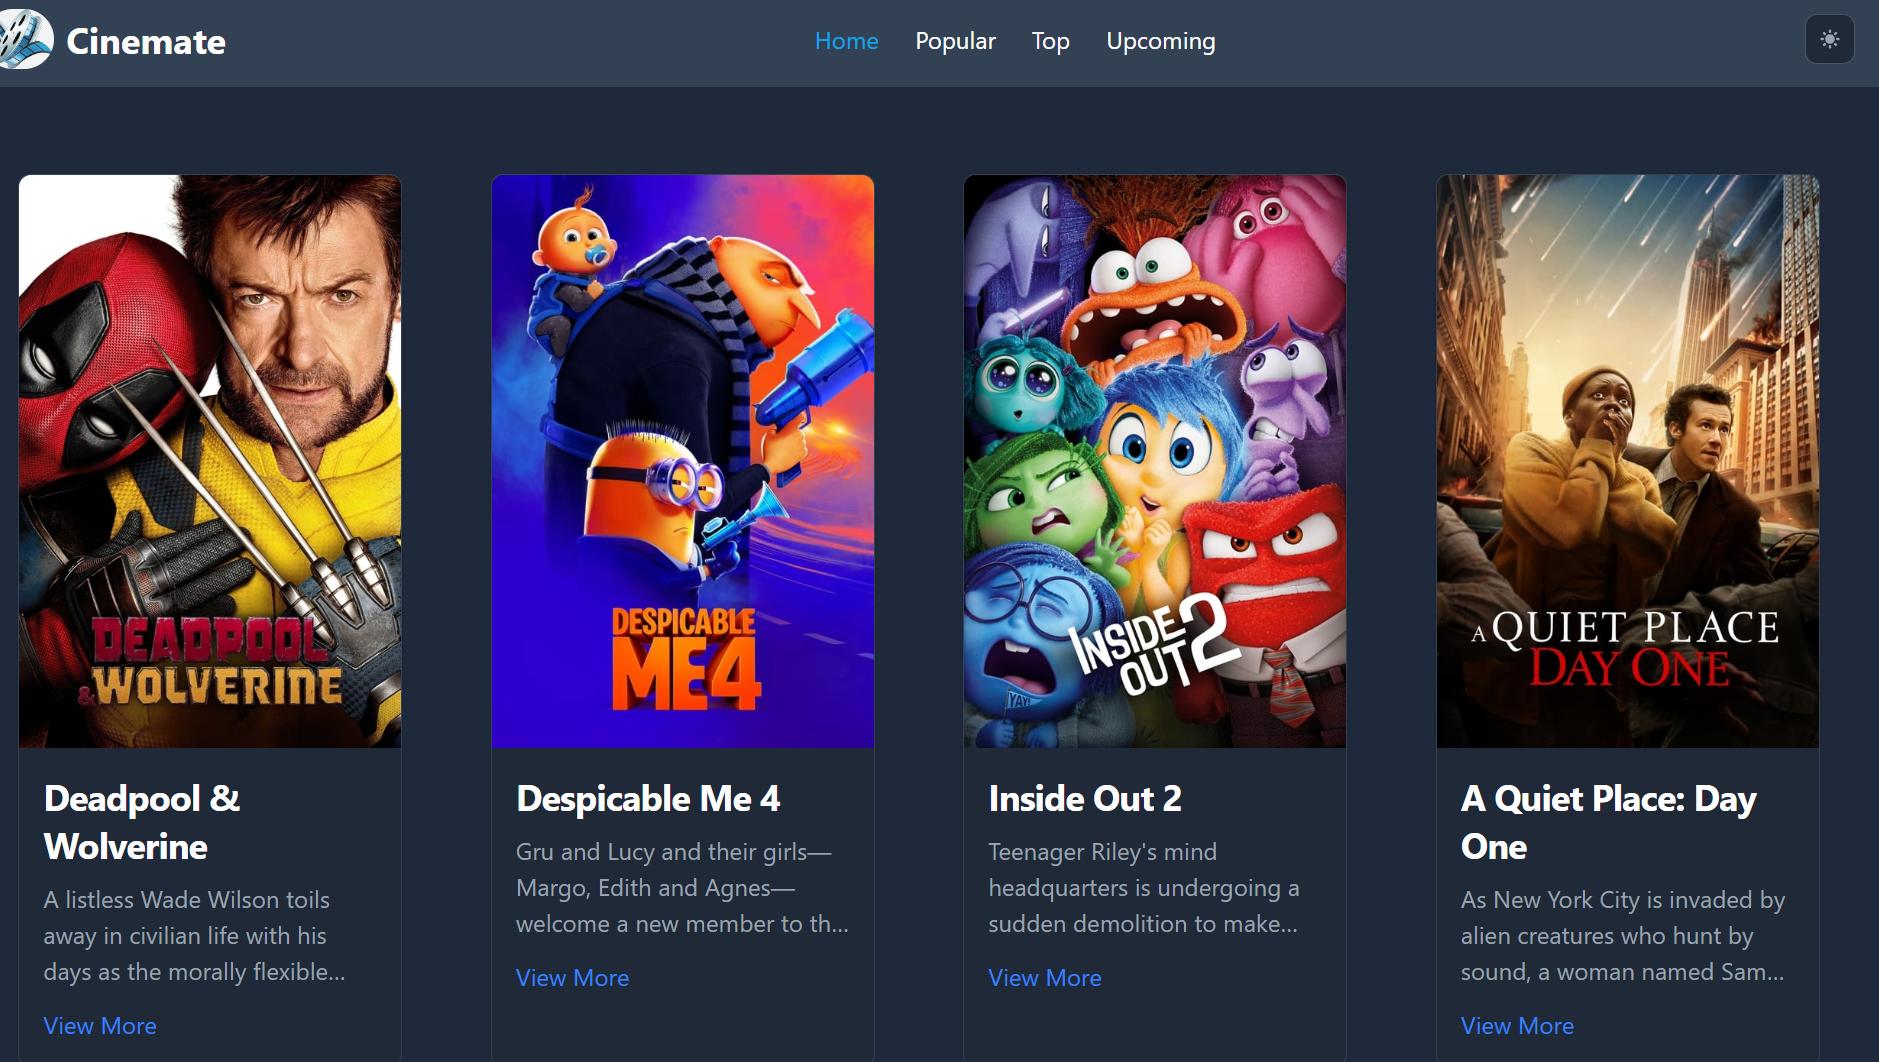 Cinemate
Home
Popular
Top
Upcoming
DEADPOOL
& WOLVERINE
DESPICABLE
ME 4
YAY!
INSIDE
OUT 2
A QUIET PLACE
DAY ONE
Deadpool &
Wolverine
A listless Wade Wilson toils
away in civilian life with his
days as the morally flexible...
View More
Despicable Me 4
Gru and Lucy and their girls—
Margo, Edith and Agnes—
welcome a new member to th...
View More
Inside Out 2
Teenager Riley's mind
headquarters is undergoing a
sudden demolition to make...
View More
A Quiet Place: Day
One
As New York City is invaded by
alien creatures who hunt by
sound, a woman named Sam...
View More